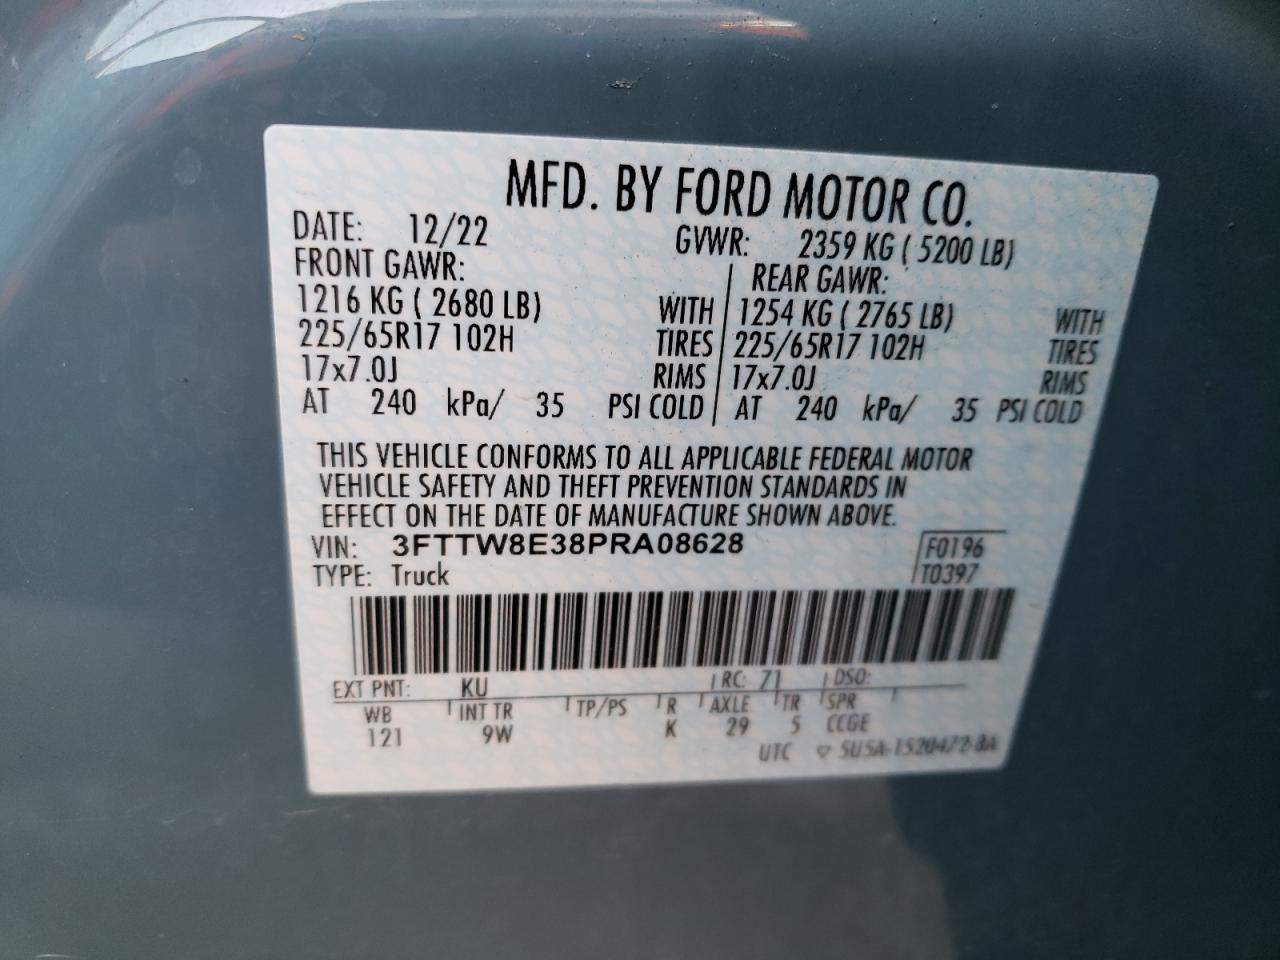 MFD. BY FORD MOTOR CO.
DATE: 12/22 GVWR: 2359 KG ( 5200 LB)
FRONT GAWR: REAR GAWR:
1216 KG ( 2680 LB) WITH 1254 KG ( 2765 LB) WITH
225/65R17 102H TIRES 225/65R17 102H TIRES
17x7.0J RIMS 17x7.0J RIMS
AT 240 kPa/ 35 PSI COLD AT 240 kPa/ 35 PSI COLD
THIS VEHICLE CONFORMS TO ALL APPLICABLE FEDERAL MOTOR
VEHICLE SAFETY AND THEFT PREVENTION STANDARDS IN
EFFECT ON THE DATE OF MANUFACTURE SHOWN ABOVE.
VIN: 3FTTW8E38PRA08628 F0196
TYPE: Truck T0397
EXT PNT: KU RC: 71 DSO:
WB INT TR TP/PS R AXLE TR SPR
121 9W K 29 5 CCGE
UTC ▽ 5U5A-1520472-BA